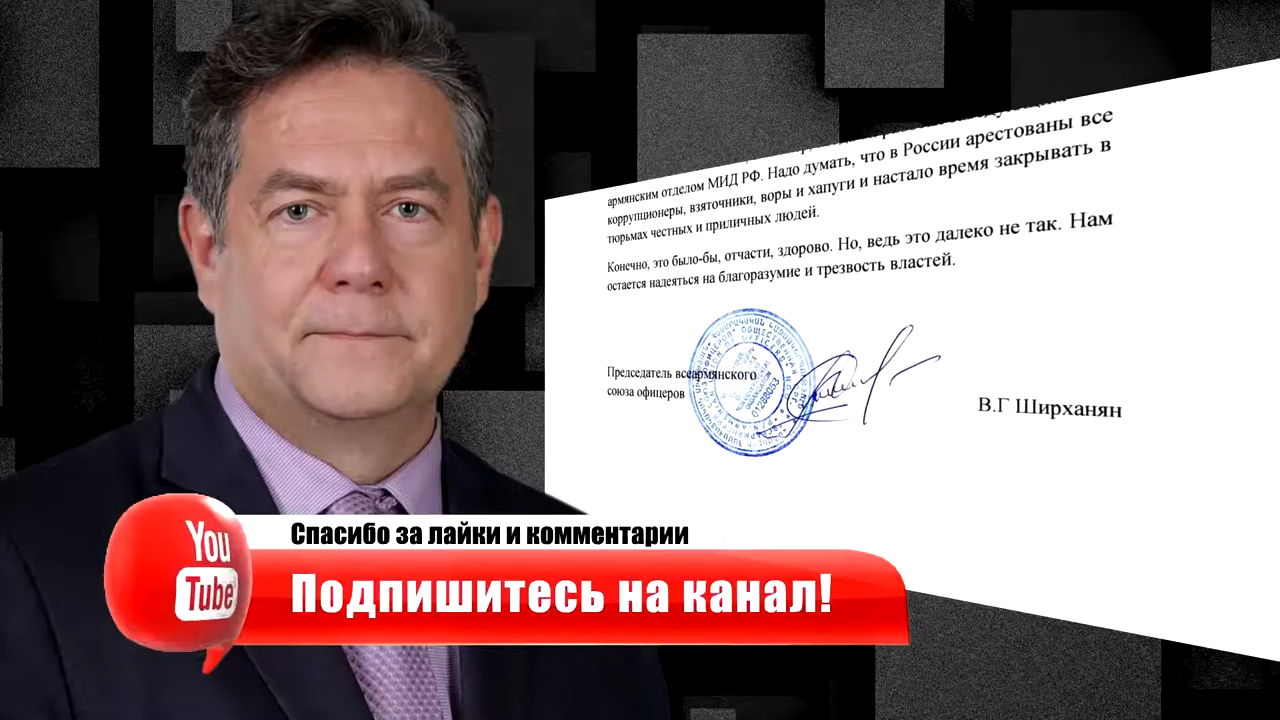 армянским отделом МИД РФ. Надо думать, что в России арестованы все
коррупционеры, взяточники, воры и хапуги и настало время закрывать в
тюрьмах честных и приличных людей.
Конечно, это было-бы, отчасти, здорово. Но, ведь это далеко не так. Нам
остается надеяться на благоразумие и трезвость властей.
Председатель всеармянского
союза офицеров
01288053
В.Г Ширханян
Спасибо за лайки и комментарии
You
Tube
Подпишитесь на канал!